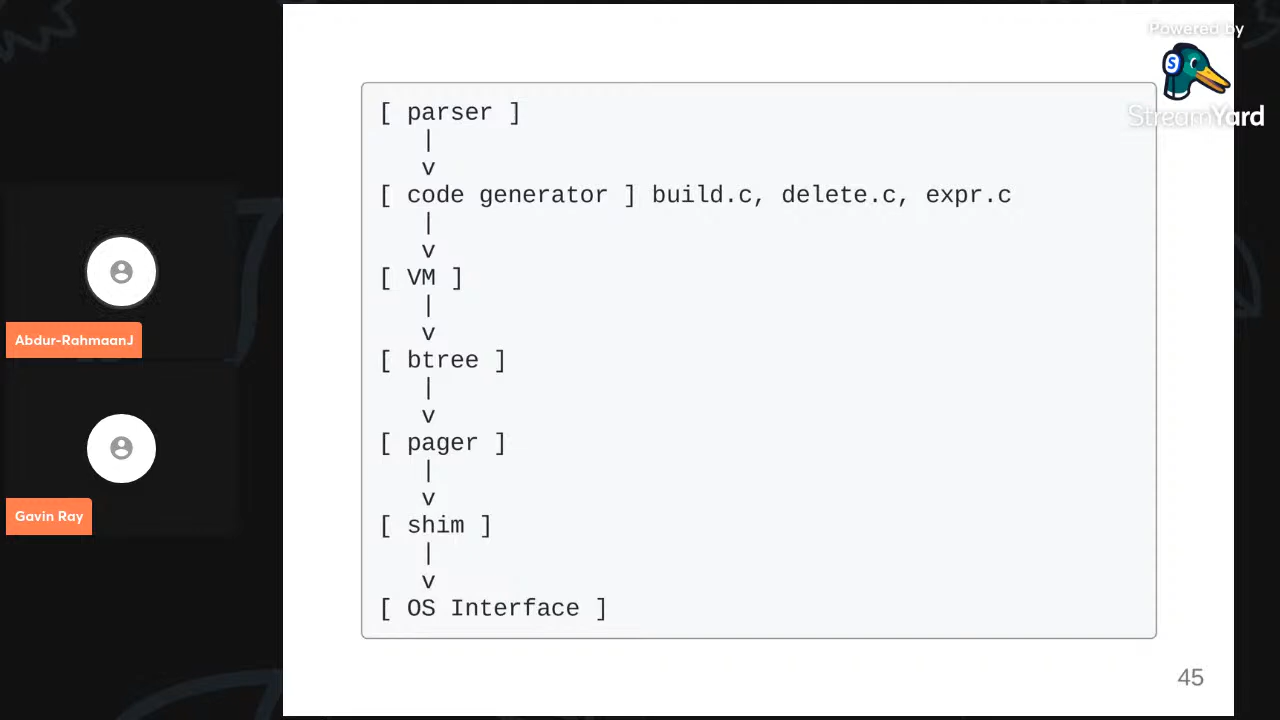 Powered by
S
StreamYard
[ parser ]
|
v
[ code generator ] build.c, delete.c, expr.c
|
v
[ VM ]
|
v
[ btree ]
|
v
[ pager ]
|
v
[ shim ]
|
v
[ OS Interface ]
45
Abdur-RahmaanJ
Gavin Ray